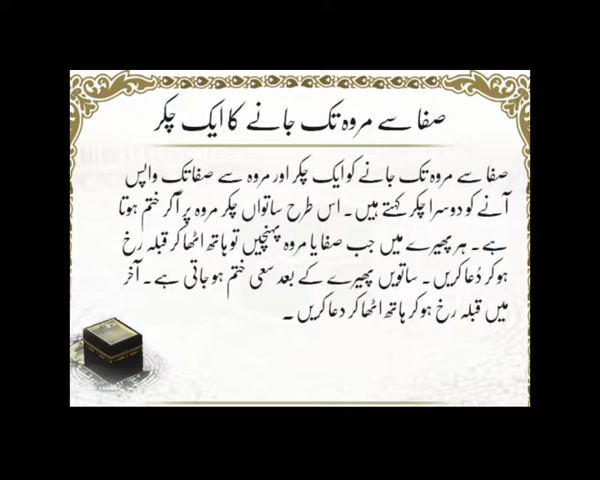 صفا سے مروہ تک جانے کا ایک چکر
صفا سے مروہ تک جانے کو ایک چکر اور مروہ سے صفا تک واپس
آنے کو دوسرا چکر کہتے ہیں۔ اس طرح ساتواں چکر مروہ پر آکر ختم ہوتا
ہے۔ ہر پھیرے میں جب صفا یا مروہ پہنچیں تو ہاتھ اٹھا کر قبلہ رخ
ہو کر دُعا کریں۔ ساتویں پھیرے کے بعد سعی ختم ہو جاتی ہے۔ آخر
میں قبلہ رخ ہو کر ہاتھ اٹھا کر دعا کریں۔